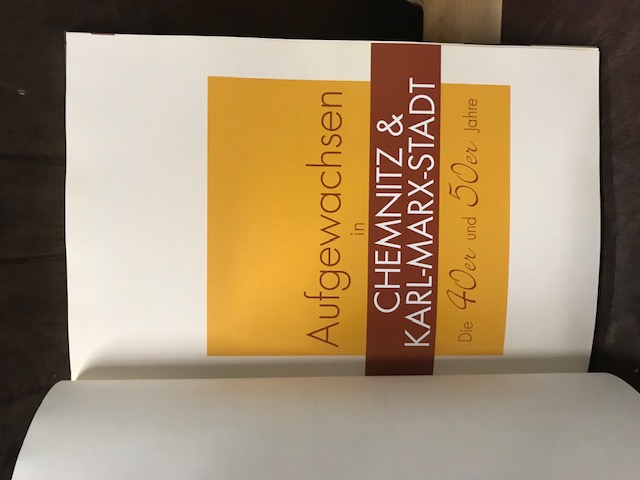 Aufgewachsen
in
CHEMNITZ &
KARL-MARX-STADT
Die 40er und 50er Jahre